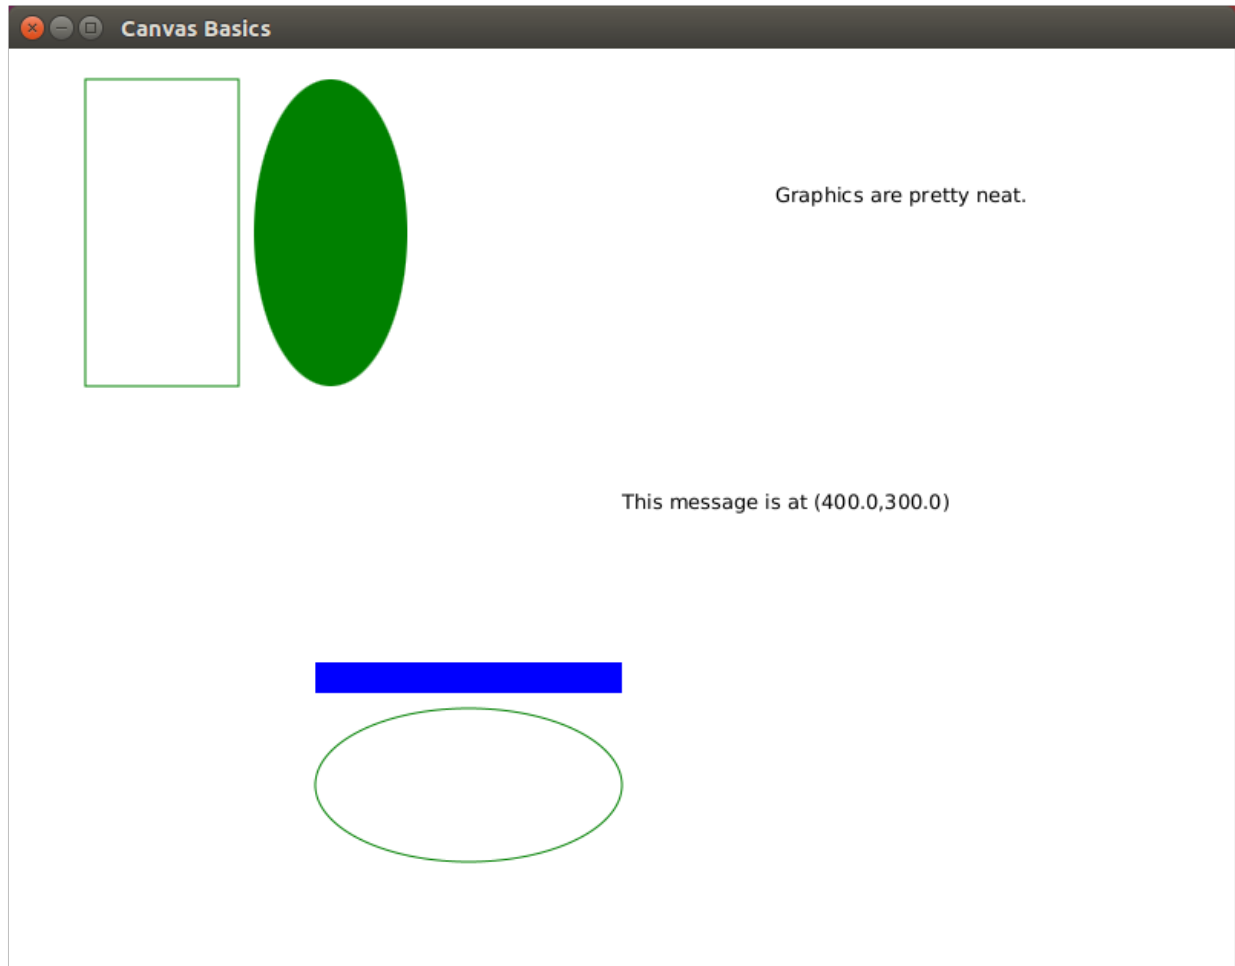 Canvas Basics
Graphics are pretty neat.
This message is at (400.0,300.0)